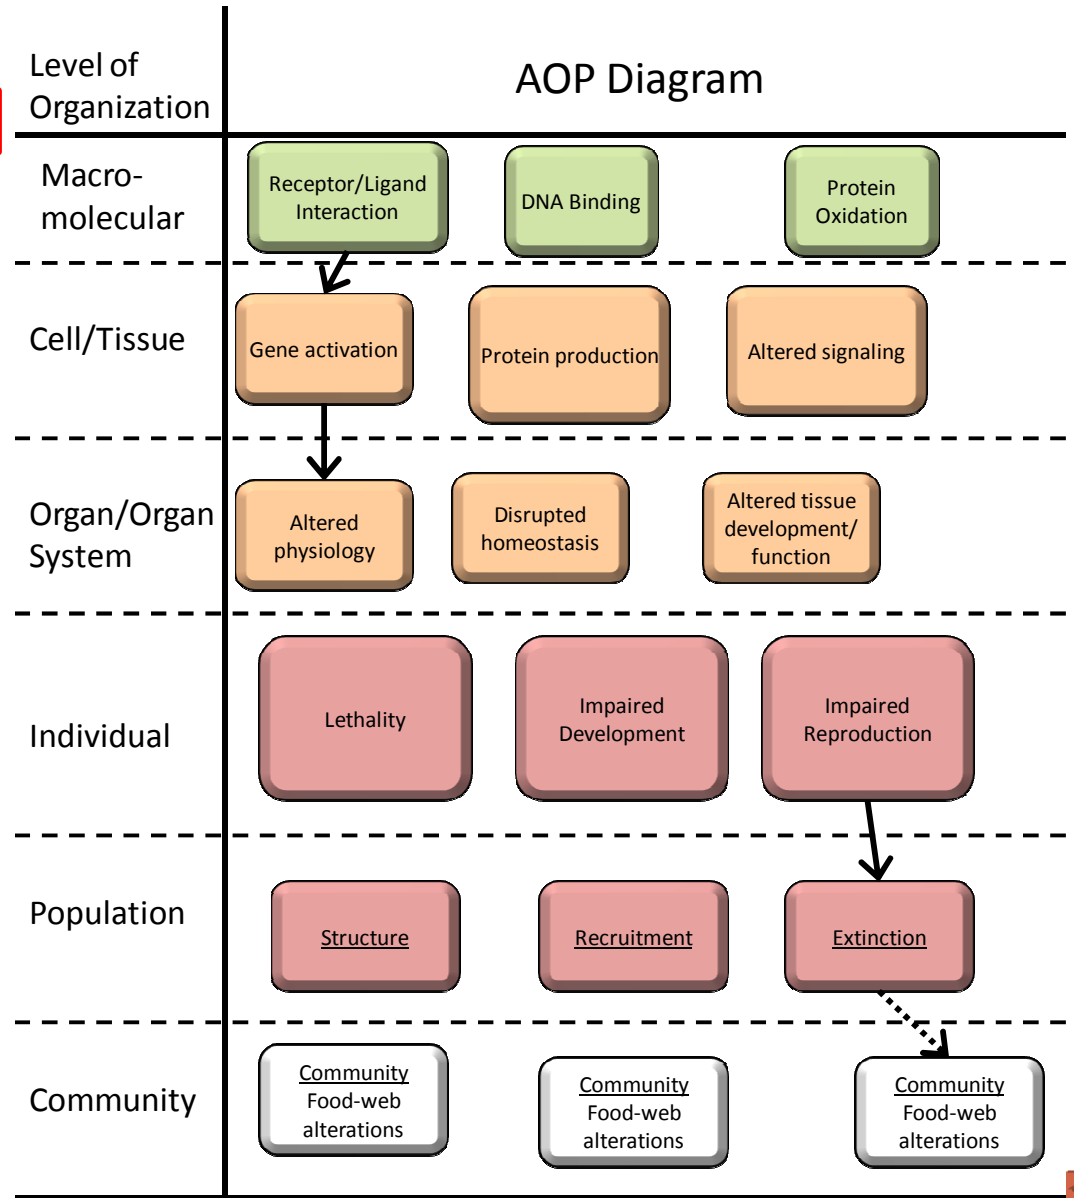 Level of
Organization
AOP Diagram
Macro-
molecular
Receptor/Ligand
Interaction
DNA Binding
Protein
Oxidation
Cell/Tissue
Gene activation
Protein production
Altered signaling
Organ/Organ
System
Altered
physiology
Disrupted
homeostasis
Altered tissue
development/
function
Individual
Lethality
Impaired
Development
Impaired
Reproduction
Population
Structure
Recruitment
Extinction
Community
Community
Food-web
alterations
Community
Food-web
alterations
Community
Food-web
alterations